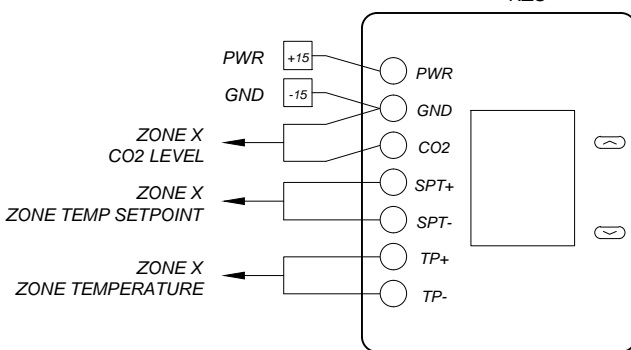 PWR +15 PWR
GND -15 GND
ZONE X
CO2 LEVEL
CO2
ZONE X
ZONE TEMP SETPOINT
SPT+
SPT-
ZONE X
ZONE TEMPERATURE
TP+
TP-